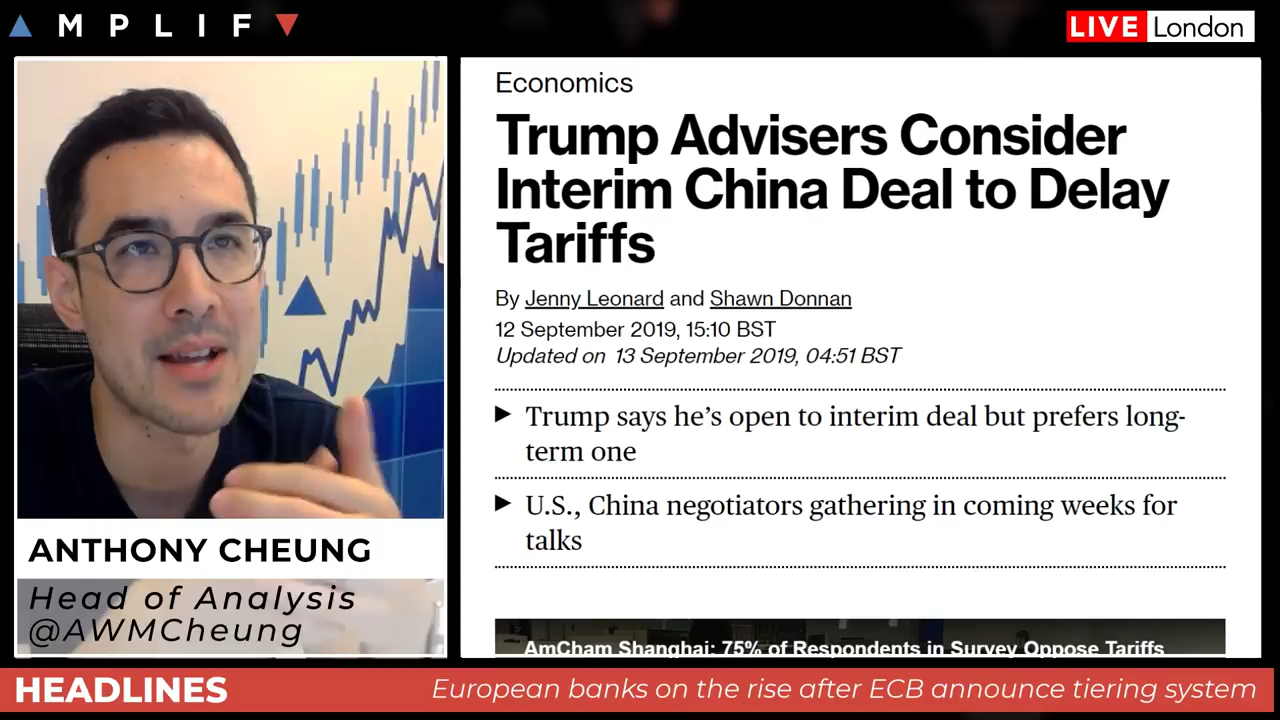 AMPLIFY
LIVE London
Economics
Trump Advisers Consider
Interim China Deal to Delay
Tariffs
By Jenny Leonard and Shawn Donnan
12 September 2019, 15:10 BST
Updated on 13 September 2019, 04:51 BST
Trump says he's open to interim deal but prefers long-
term one
U.S., China negotiators gathering in coming weeks for
talks
AmCham Shanghai: 75% of Respondents in Survey Oppose Tariffs
ANTHONY CHEUNG
Head of Analysis
@AWMCheung
HEADLINES
European banks on the rise after ECB announce tiering system